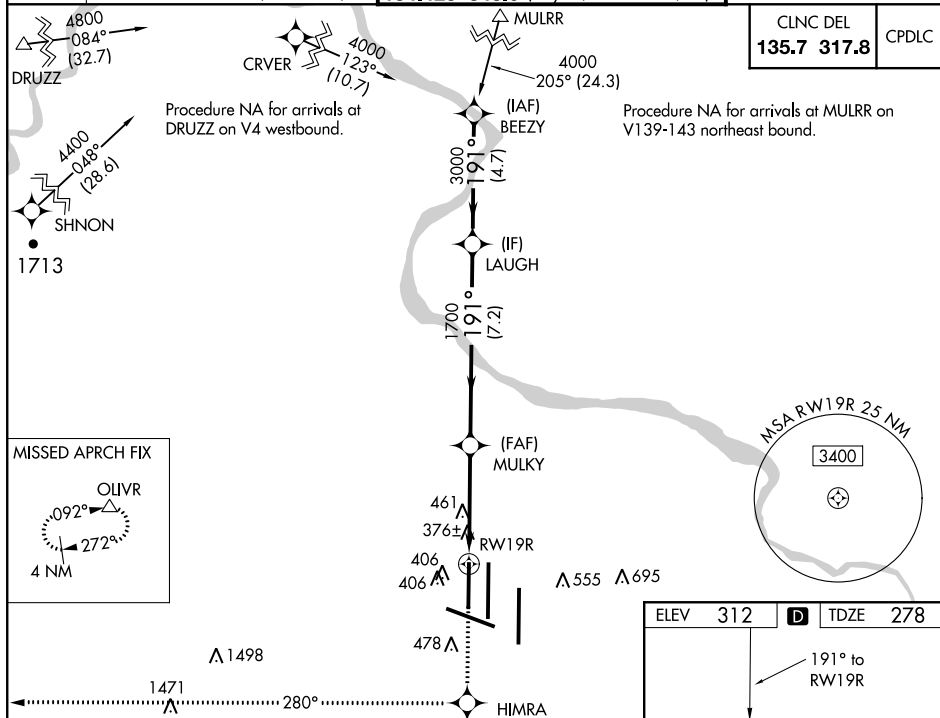 4800
084°
(32.7)
DRUZZ
CRVER
4000
123°
(10.7)
MULRR
4000
205° (24.3)
CLNC DEL
135.7 317.8
CPDLC
Procedure NA for arrivals at
DRUZZ on V4 westbound.
(IAF)
BEEZY
Procedure NA for arrivals at MULRR on
V139-143 northeast bound.
4400
048°
(28.6)
SHNON
1713
3000
191°
(4.7)
(IF)
LAUGH
1700
191°
(7.2)
(FAF)
MULKY
MSA RW19R 25 NM
3400
MISSED APRCH FIX
OLIVR
092°
272°
4 NM
461
376±
RW19R
406
406
555
695
478
1498
1471
280°
HIMRA
ELEV 312
D
TDZE 278
191° to
RW19R